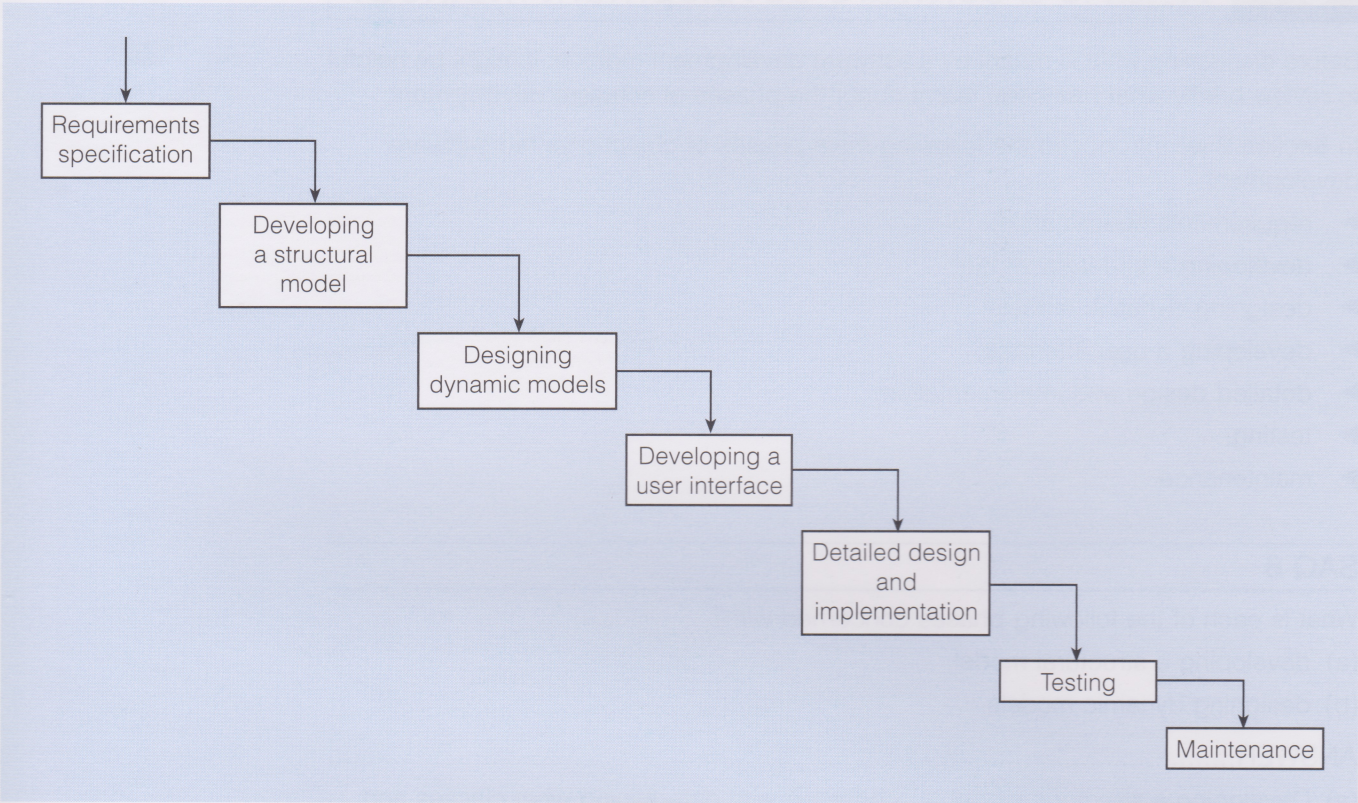 Requirements
specification
Developing
a structural
model
Designing
dynamic models
Developing a
user interface
Detailed design
and
implementation
Testing
Maintenance